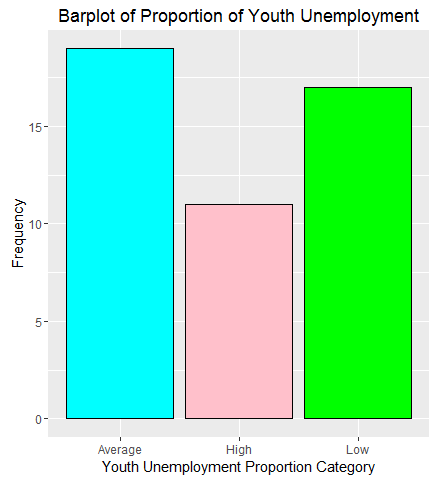 Barplot of Proportion of Youth Unemployment
15
10
5
0
Frequency
Average High Low
Youth Unemployment Proportion Category